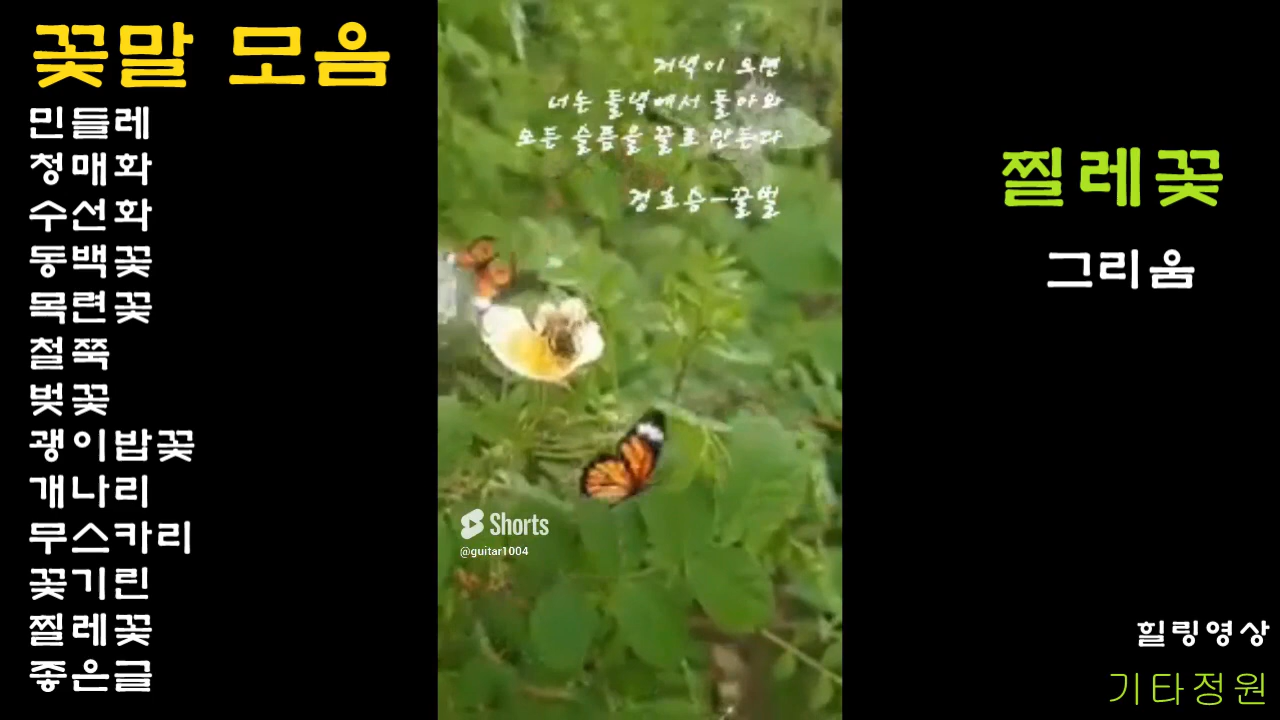 꽃말 모음
민들레
청매화
수선화
동백꽃
목련꽃
철쭉
벚꽃
괭이밥꽃
개나리
무스카리
꽃기린
찔레꽃
좋은글
저녁이 오면
너는 들녘에서 돌아와
모든 슬픔을 꿀로 만든다
정호승-꿀벌
Shorts
@guitar1004
찔레꽃
그리움
힐링영상
기타정원